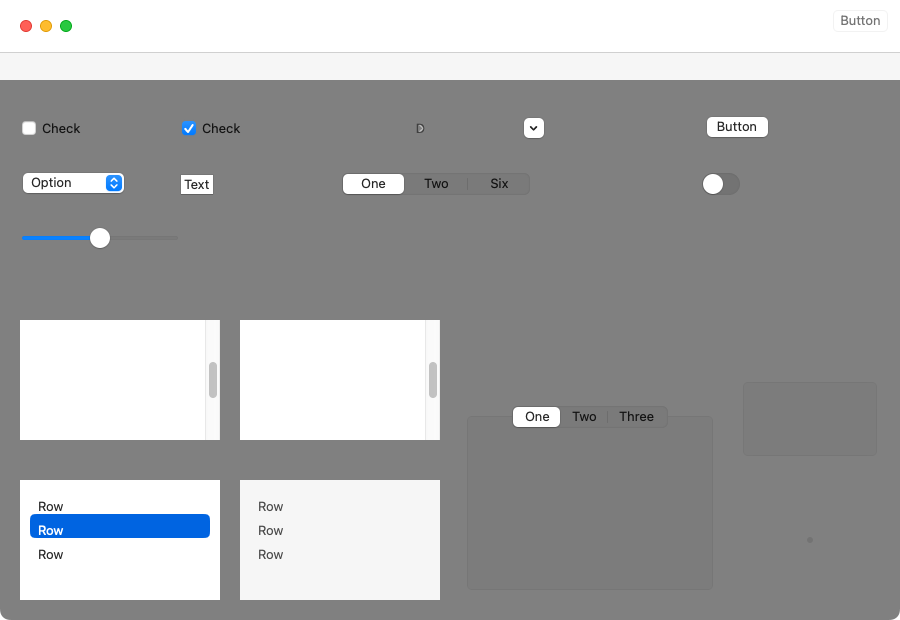 Button
Check
Check
D
Button
Option
Text
One
Two
Six
One
Two
Three
Row
Row
Row
Row
Row
Row